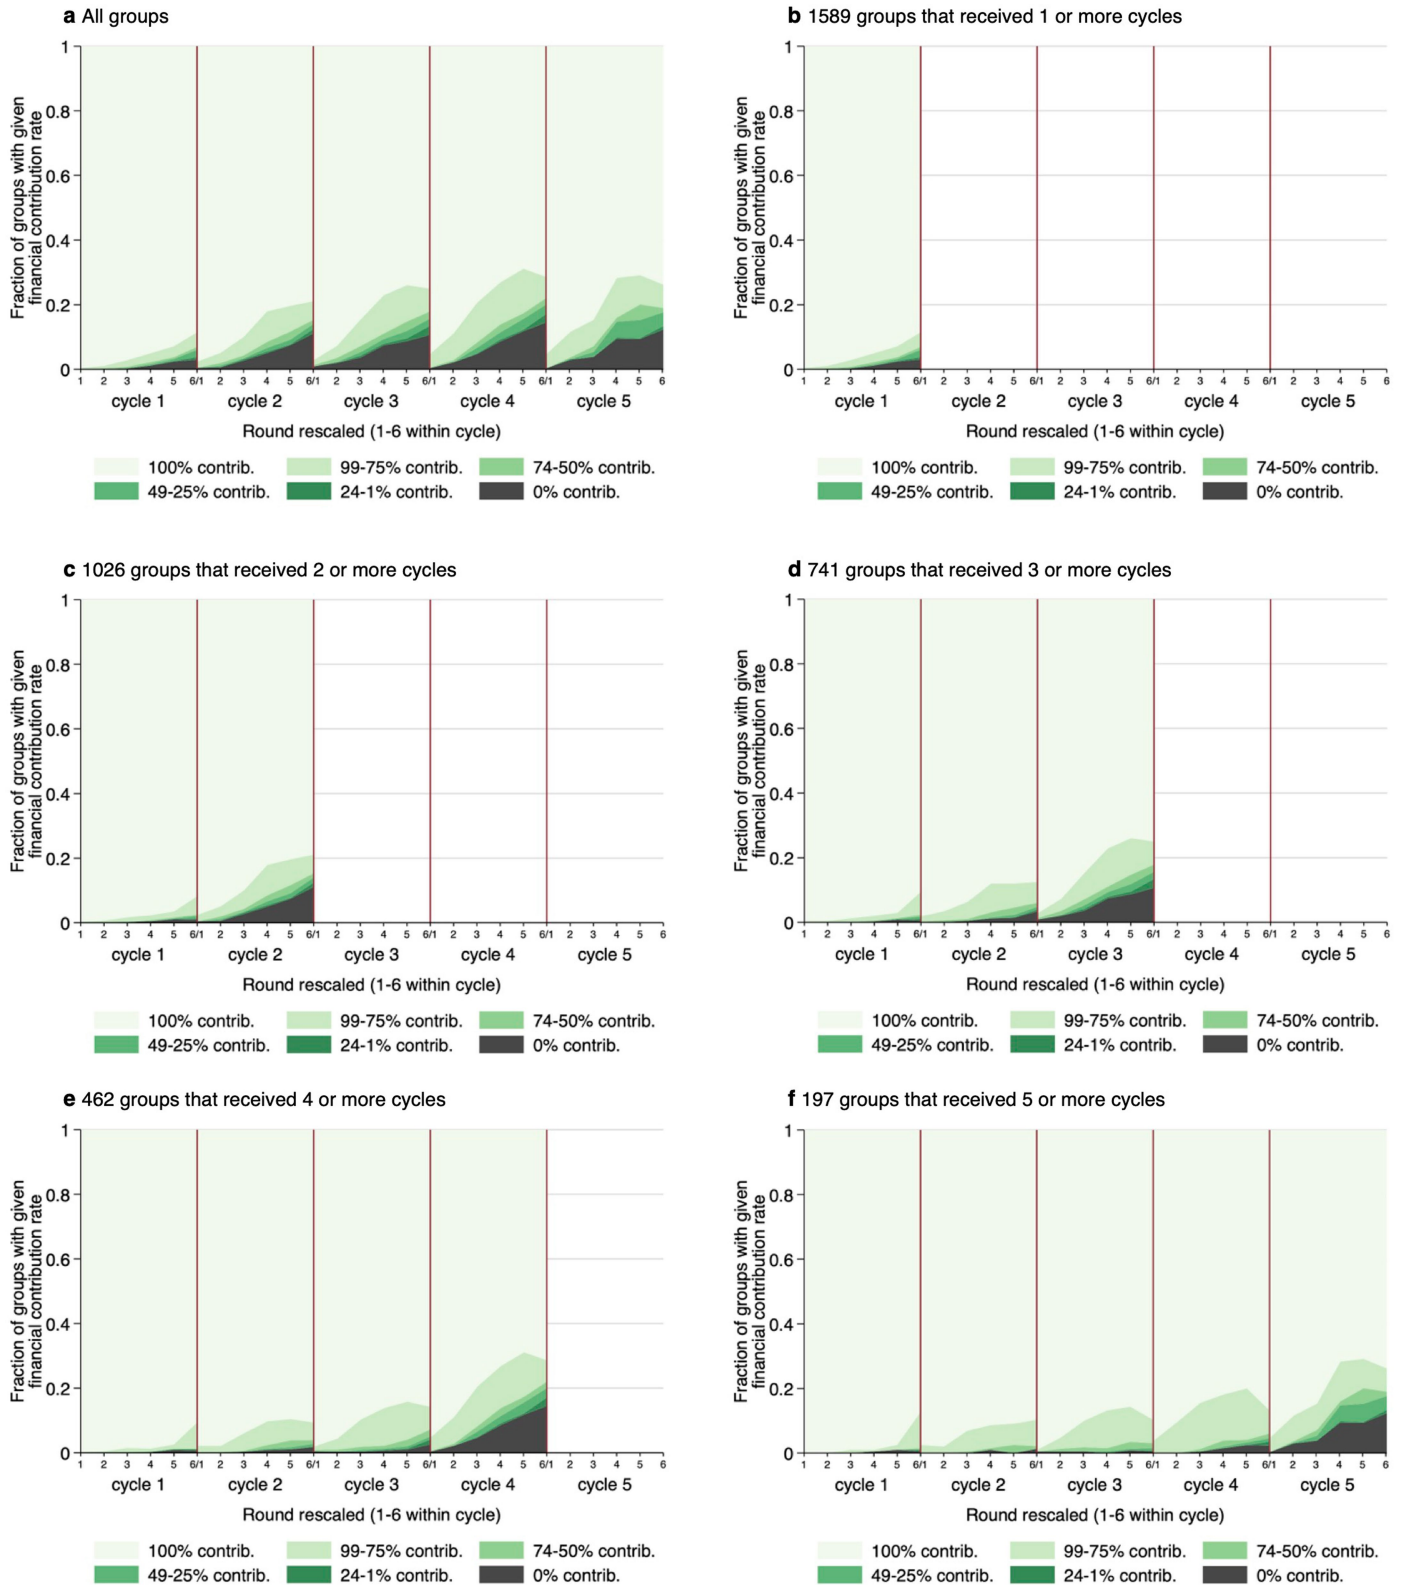 a All groups
Fraction of groups with given
financial contribution rate
1
0.8
0.6
0.4
0.2
0
1 2 3 4 5 6/1 2 3 4 5 6/1 2 3 4 5 6/1 2 3 4 5 6/1 2 3 4 5 6
cycle 1 cycle 2 cycle 3 cycle 4 cycle 5
Round rescaled (1-6 within cycle)
100% contrib. 99-75% contrib. 74-50% contrib.
49-25% contrib. 24-1% contrib. 0% contrib.
b 1589 groups that received 1 or more cycles
Fraction of groups with given
financial contribution rate
1
0.8
0.6
0.4
0.2
0
1 2 3 4 5 6/1 2 3 4 5 6/1 2 3 4 5 6/1 2 3 4 5 6/1 2 3 4 5 6
cycle 1 cycle 2 cycle 3 cycle 4 cycle 5
Round rescaled (1-6 within cycle)
100% contrib. 99-75% contrib. 74-50% contrib.
49-25% contrib. 24-1% contrib. 0% contrib.
c 1026 groups that received 2 or more cycles
Fraction of groups with given
financial contribution rate
1
0.8
0.6
0.4
0.2
0
1 2 3 4 5 6/1 2 3 4 5 6/1 2 3 4 5 6/1 2 3 4 5 6/1 2 3 4 5 6
cycle 1 cycle 2 cycle 3 cycle 4 cycle 5
Round rescaled (1-6 within cycle)
100% contrib. 99-75% contrib. 74-50% contrib.
49-25% contrib. 24-1% contrib. 0% contrib.
d 741 groups that received 3 or more cycles
Fraction of groups with given
financial contribution rate
1
0.8
0.6
0.4
0.2
0
1 2 3 4 5 6/1 2 3 4 5 6/1 2 3 4 5 6/1 2 3 4 5 6/1 2 3 4 5 6
cycle 1 cycle 2 cycle 3 cycle 4 cycle 5
Round rescaled (1-6 within cycle)
100% contrib. 99-75% contrib. 74-50% contrib.
49-25% contrib. 24-1% contrib. 0% contrib.
e 462 groups that received 4 or more cycles
Fraction of groups with given
financial contribution rate
1
0.8
0.6
0.4
0.2
0
1 2 3 4 5 6/1 2 3 4 5 6/1 2 3 4 5 6/1 2 3 4 5 6/1 2 3 4 5 6
cycle 1 cycle 2 cycle 3 cycle 4 cycle 5
Round rescaled (1-6 within cycle)
100% contrib. 99-75% contrib. 74-50% contrib.
49-25% contrib. 24-1% contrib. 0% contrib.
f 197 groups that received 5 or more cycles
Fraction of groups with given
financial contribution rate
1
0.8
0.6
0.4
0.2
0
1 2 3 4 5 6/1 2 3 4 5 6/1 2 3 4 5 6/1 2 3 4 5 6/1 2 3 4 5 6
cycle 1 cycle 2 cycle 3 cycle 4 cycle 5
Round rescaled (1-6 within cycle)
100% contrib. 99-75% contrib. 74-50% contrib.
49-25% contrib. 24-1% contrib. 0% contrib.